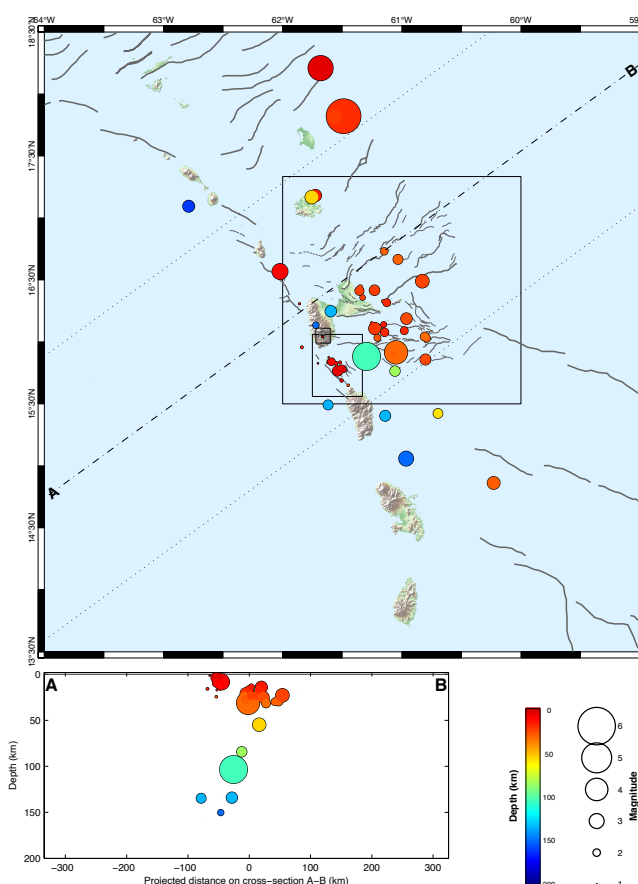 64°W 63°W 62°W 61°W 60°W 59°
18°30'N
17°30'N
16°30'N
15°30'N
14°30'N
13°30'N
B
A
A B
0
50
100
150
200
Depth (km)
−300 −200 −100 0 100 200 300
Projected distance on cross−section A−B (km)
0
50
100
150
200
Depth (km)
6
5
4
3
2
1
Magnitude